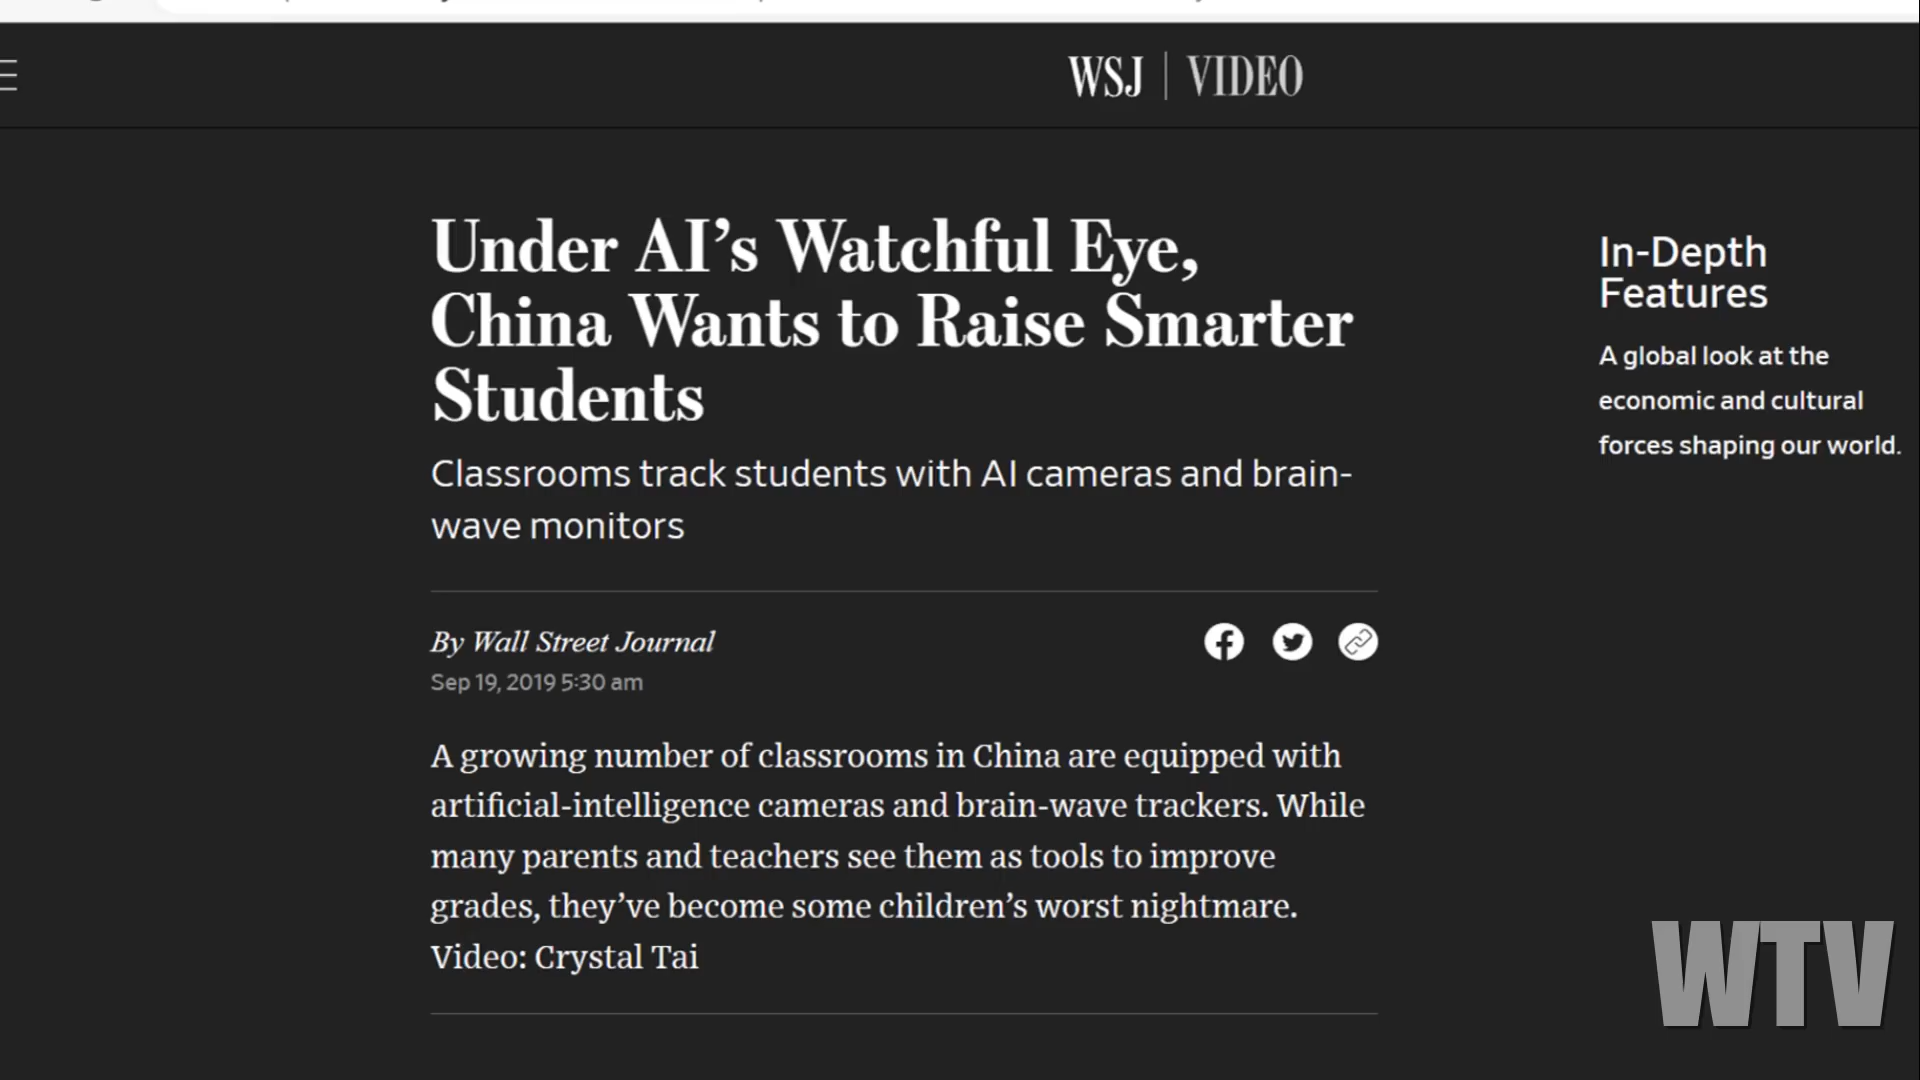 WSJ | VIDEO
Under AI’s Watchful Eye,
China Wants to Raise Smarter
Students
Classrooms track students with AI cameras and brain-
wave monitors
By Wall Street Journal
Sep 19, 2019 5:30 am
A growing number of classrooms in China are equipped with
artificial-intelligence cameras and brain-wave trackers. While
many parents and teachers see them as tools to improve
grades, they’ve become some children’s worst nightmare.
Video: Crystal Tai
In-Depth
Features
A global look at the
economic and cultural
forces shaping our world.
WTV